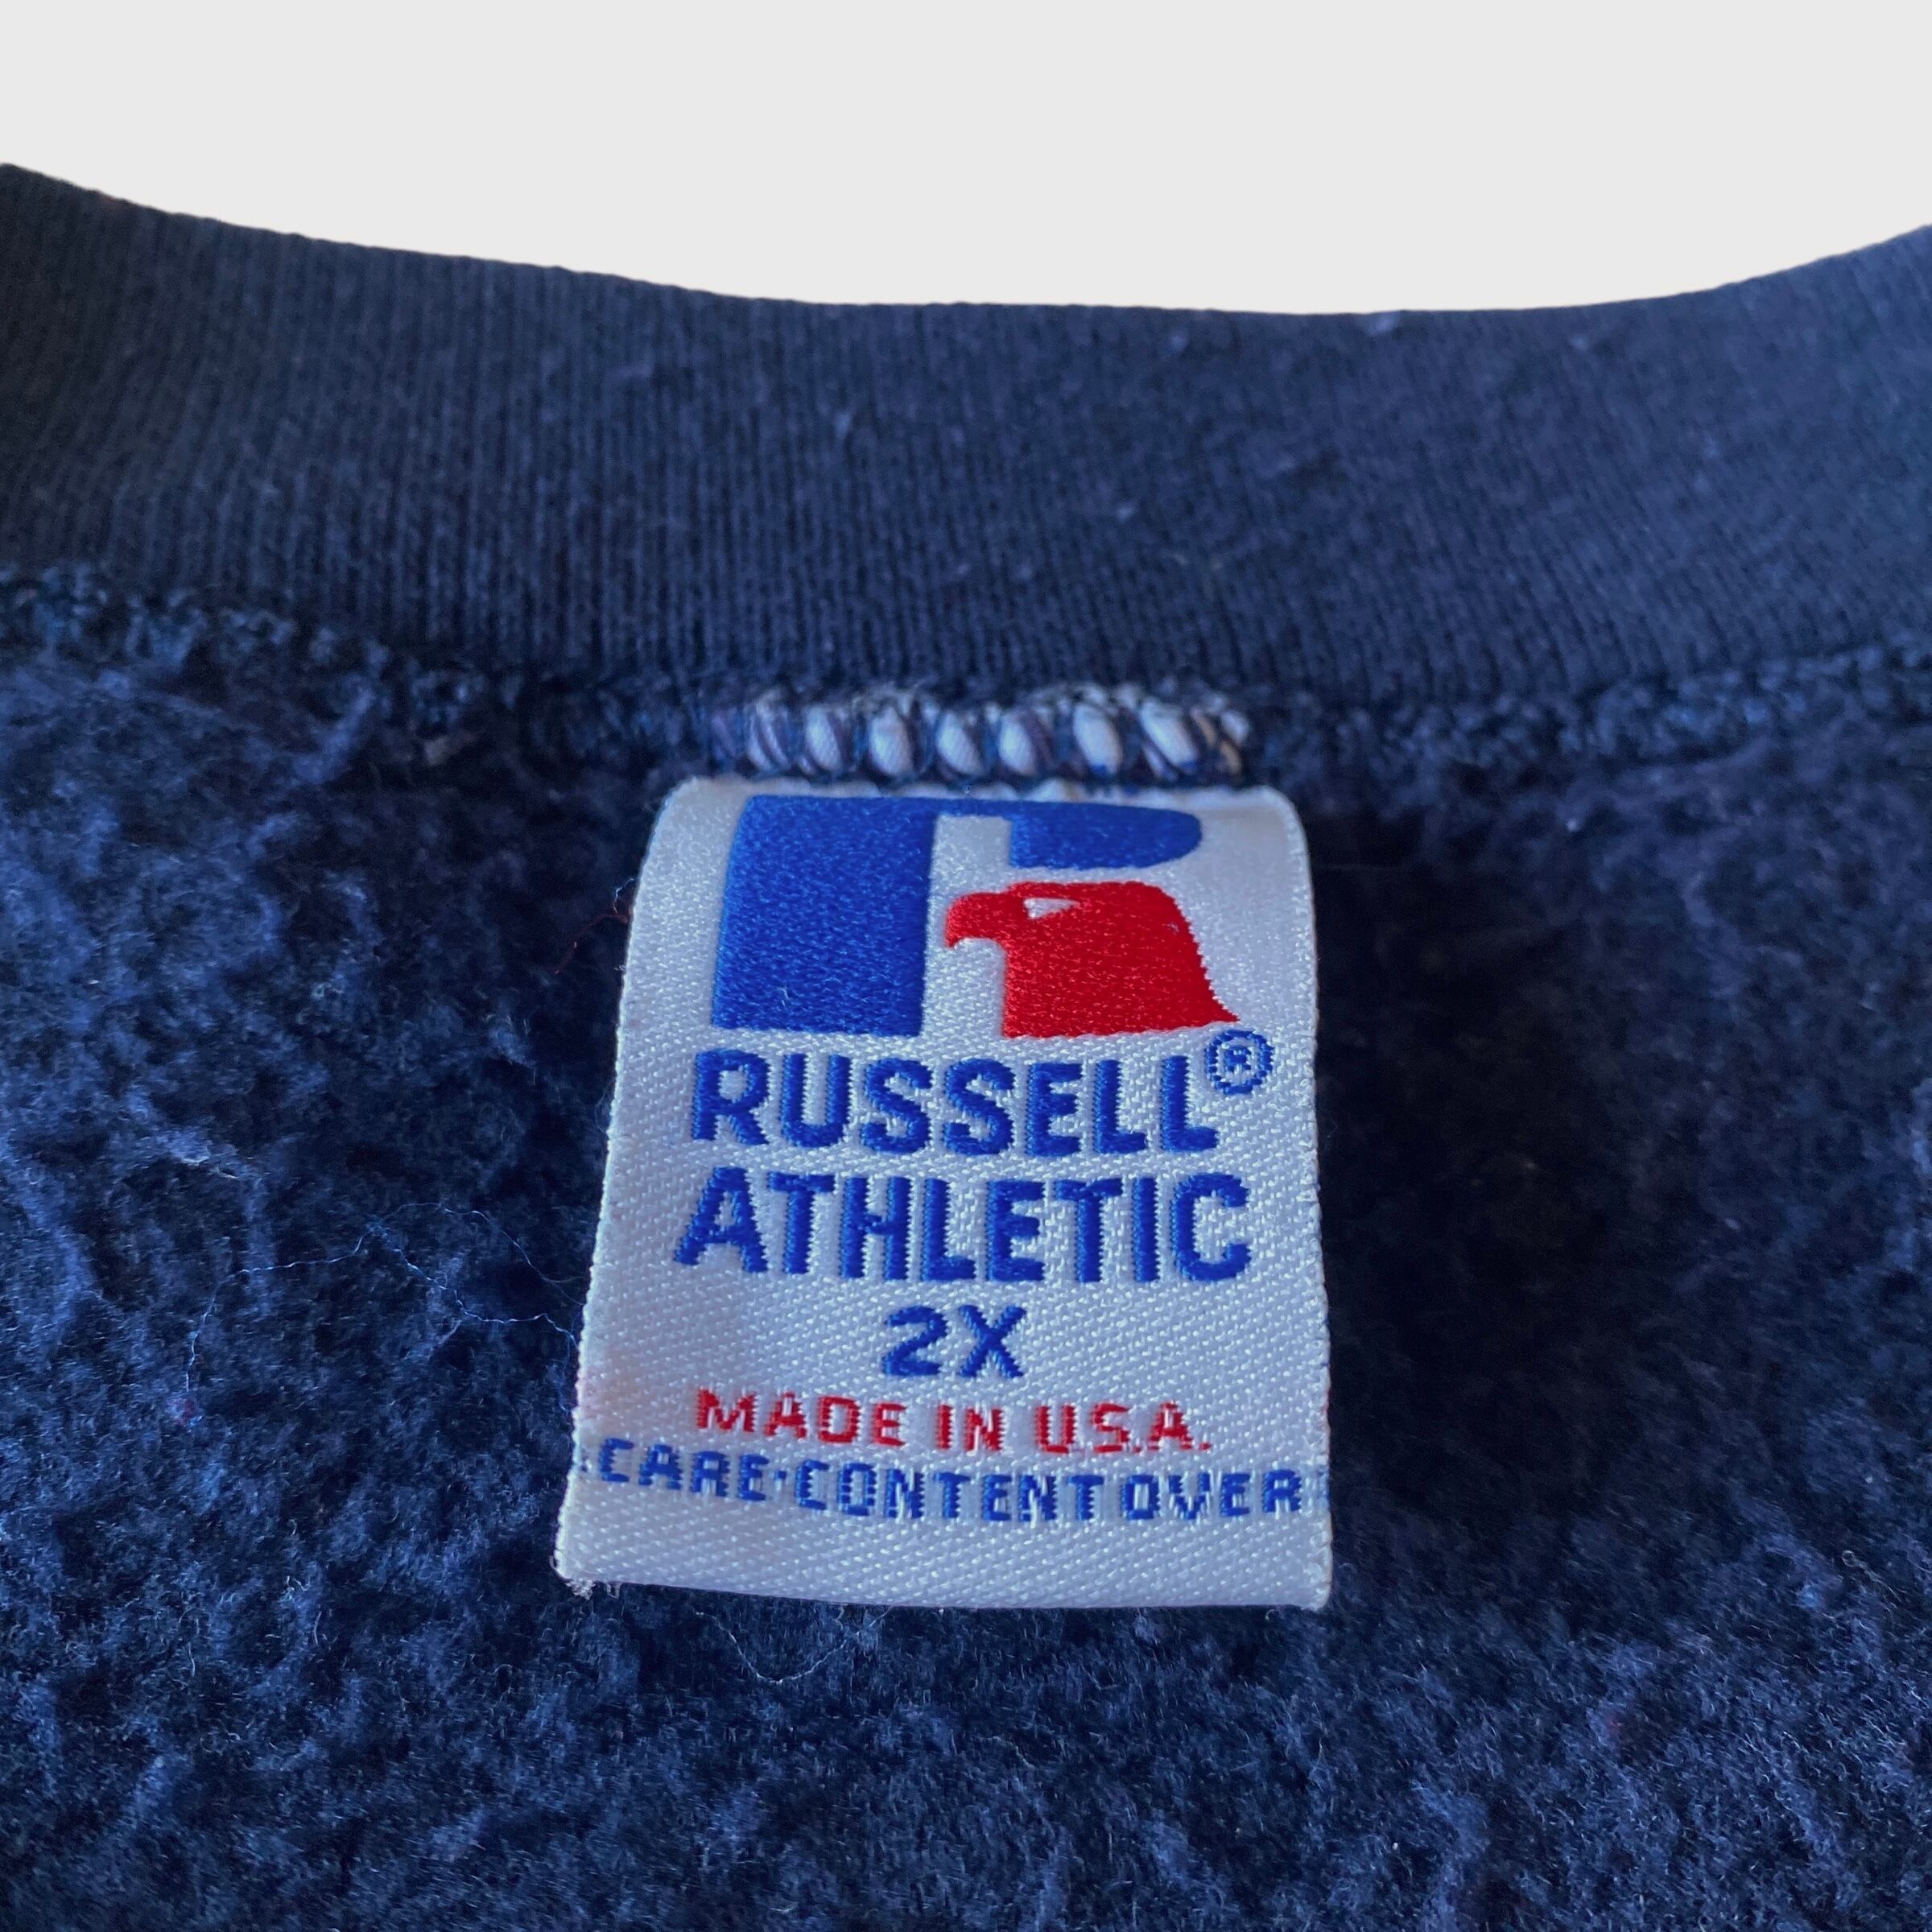 R
RUSSELL®
ATHLETIC
2X
MADE IN U.S.A.
CARE·CONTENT OVER